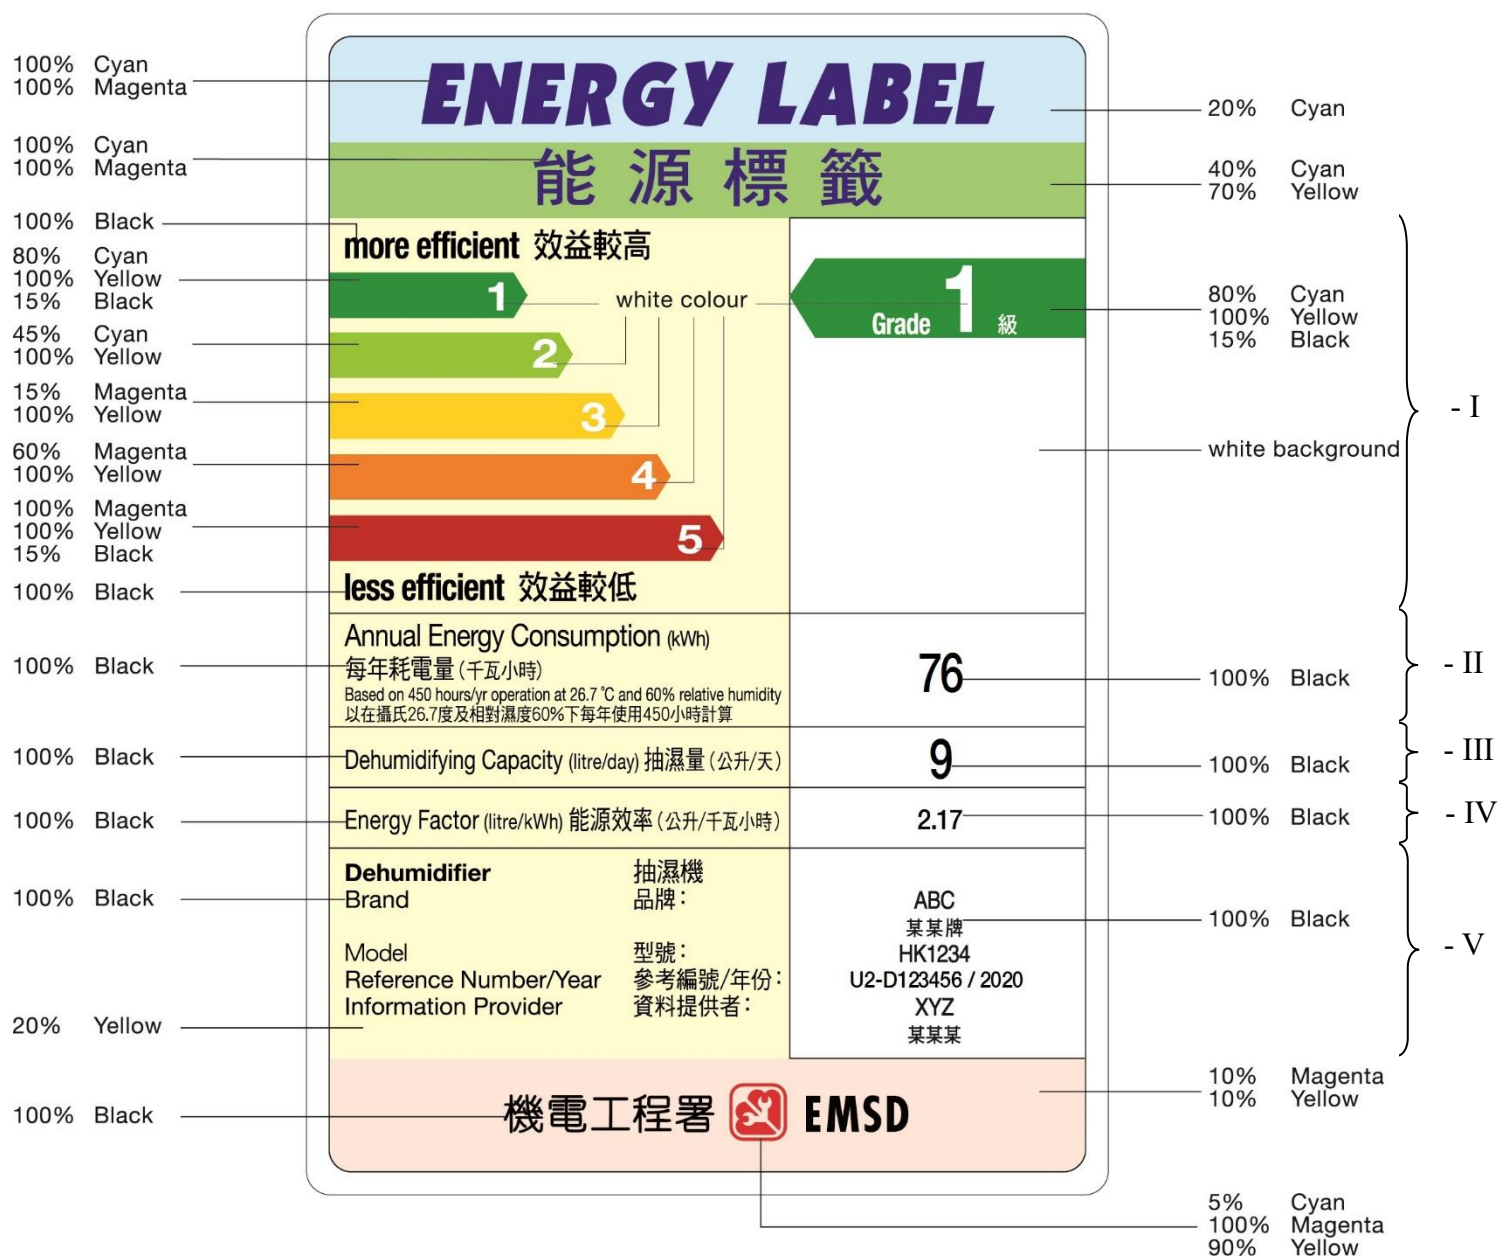 100% Cyan
100% Magenta
ENERGY LABEL
20% Cyan
100% Cyan
100% Magenta
能源標籤
40% Cyan
70% Yellow
100% Black
more efficient 效益較高
80% Cyan
100% Yellow
15% Black
1
white colour
Grade 1 級
80% Cyan
100% Yellow
15% Black
45% Cyan
100% Yellow
2
15% Magenta
100% Yellow
3
- I
60% Magenta
100% Yellow
4
white background
100% Magenta
100% Yellow
15% Black
5
100% Black
less efficient 效益較低
Annual Energy Consumption (kWh)
每年耗電量 (千瓦小時)
Based on 450 hours/yr operation at 26.7 ˚C and 60% relative humidity
以在攝氏26.7度及相對濕度60%下每年使用450小時計算
100% Black
76
100% Black
- II
100% Black
Dehumidifying Capacity (litre/day) 抽濕量 (公升/天)
9
100% Black
- III
100% Black
Energy Factor (litre/kWh) 能源效率 (公升/千瓦小時)
2.17
100% Black
- IV
Dehumidifier 抽濕機
100% Black
Brand 品牌： ABC
某某牌
100% Black
- V
Model 型號： HK1234
Reference Number/Year 參考編號/年份： U2-D123456 / 2020
Information Provider 資料提供者： XYZ
某某某
20% Yellow
10% Magenta
10% Yellow
100% Black
機電工程署 EMSD
5% Cyan
100% Magenta
90% Yellow